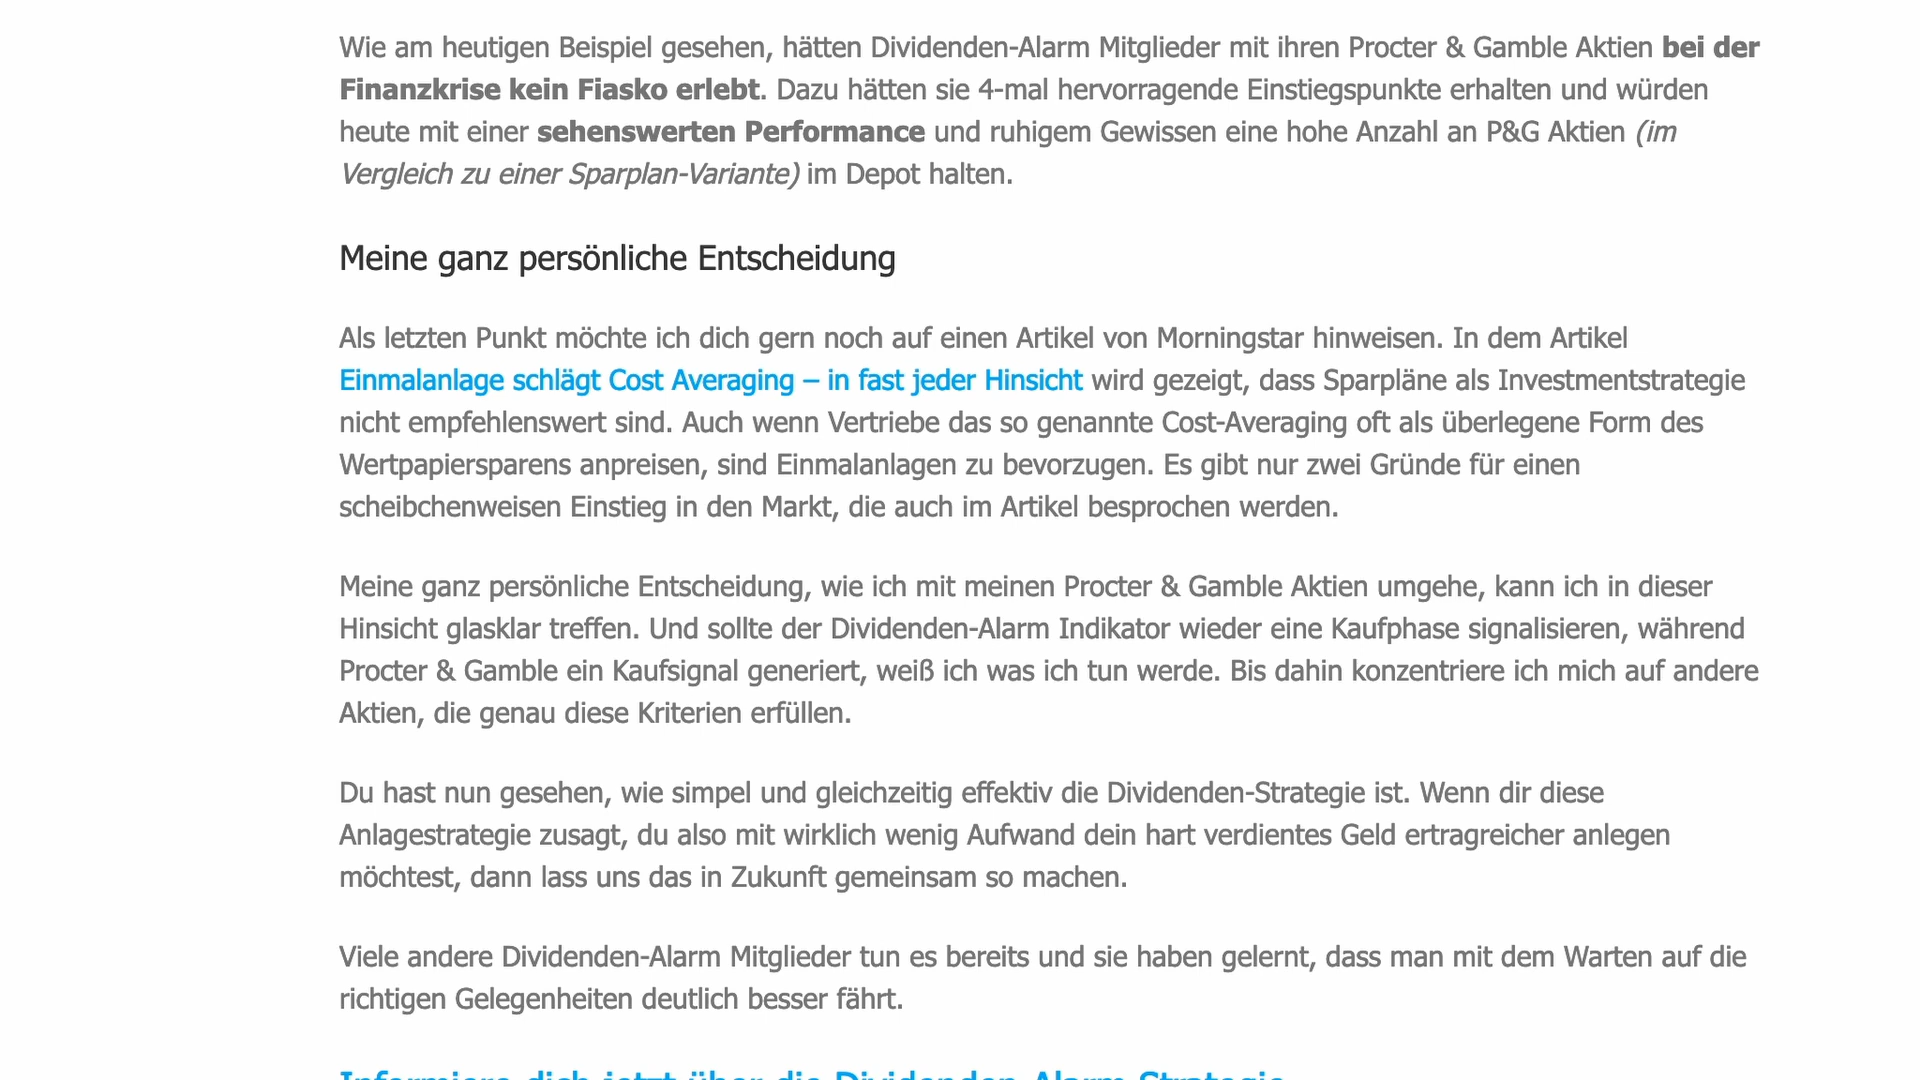 Wie am heutigen Beispiel gesehen, hätten Dividenden-Alarm Mitglieder mit ihren Procter & Gamble Aktien bei der
Finanzkrise kein Fiasko erlebt. Dazu hätten sie 4-mal hervorragende Einstiegspunkte erhalten und würden
heute mit einer sehenswerten Performance und ruhigem Gewissen eine hohe Anzahl an P&G Aktien (im
Vergleich zu einer Sparplan-Variante) im Depot halten.
Meine ganz persönliche Entscheidung
Als letzten Punkt möchte ich dich gern noch auf einen Artikel von Morningstar hinweisen. In dem Artikel
Einmalanlage schlägt Cost Averaging – in fast jeder Hinsicht wird gezeigt, dass Sparpläne als Investmentstrategie
nicht empfehlenswert sind. Auch wenn Vertriebe das so genannte Cost-Averaging oft als überlegene Form des
Wertpapiersparens anpreisen, sind Einmalanlagen zu bevorzugen. Es gibt nur zwei Gründe für einen
scheibchenweisen Einstieg in den Markt, die auch im Artikel besprochen werden.
Meine ganz persönliche Entscheidung, wie ich mit meinen Procter & Gamble Aktien umgehe, kann ich in dieser
Hinsicht glasklar treffen. Und sollte der Dividenden-Alarm Indikator wieder eine Kaufphase signalisieren, während
Procter & Gamble ein Kaufsignal generiert, weiß ich was ich tun werde. Bis dahin konzentriere ich mich auf andere
Aktien, die genau diese Kriterien erfüllen.
Du hast nun gesehen, wie simpel und gleichzeitig effektiv die Dividenden-Strategie ist. Wenn dir diese
Anlagestrategie zusagt, du also mit wirklich wenig Aufwand dein hart verdientes Geld ertragreicher anlegen
möchtest, dann lass uns das in Zukunft gemeinsam so machen.
Viele andere Dividenden-Alarm Mitglieder tun es bereits und sie haben gelernt, dass man mit dem Warten auf die
richtigen Gelegenheiten deutlich besser fährt.
Informiere dich jetzt über die Dividenden-Alarm Strategie